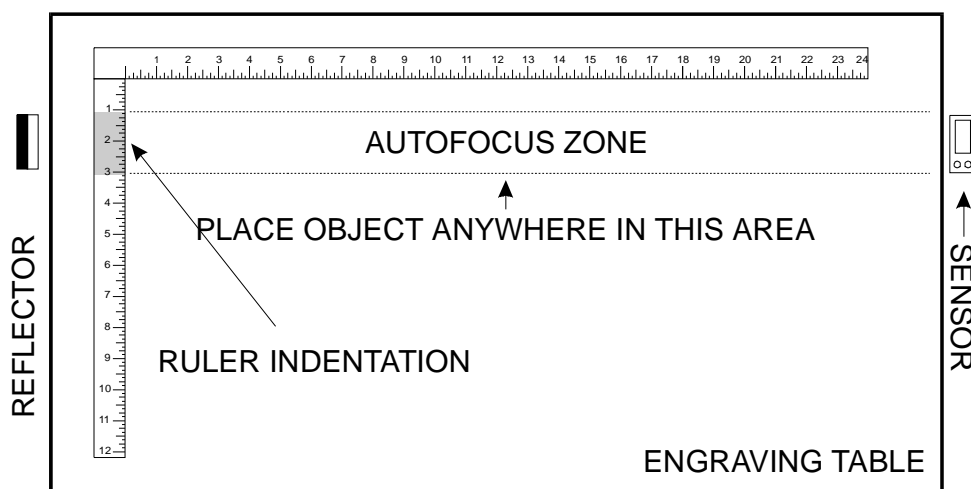 1 2 3 4 5 6 7 8 9 10 11 12 13 14 15 16 17 18 19 20 21 22 23 24
1
2
3
4
5
6
7
8
9
10
11
12
AUTOFOCUS ZONE
PLACE OBJECT ANYWHERE IN THIS AREA
RULER INDENTATION
ENGRAVING TABLE
REFLECTOR
SENSOR